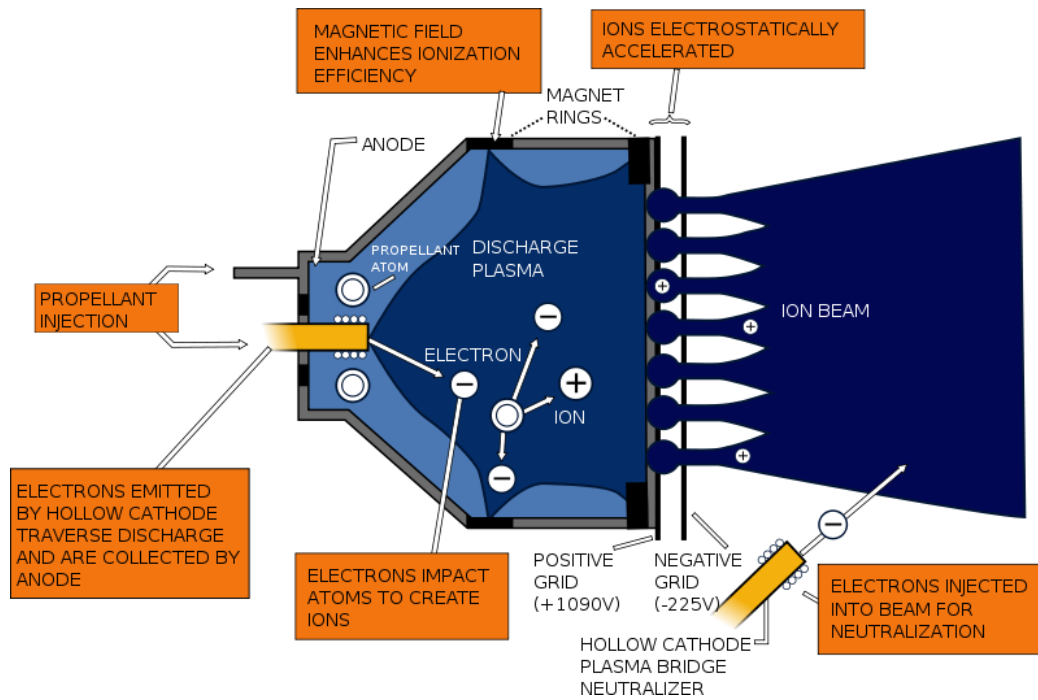 MAGNETIC FIELD
ENHANCES IONIZATION
EFFICIENCY
IONS ELECTROSTATICALLY
ACCELERATED
MAGNET
RINGS
ANODE
PROPELLANT
ATOM
DISCHARGE
PLASMA
PROPELLANT
INJECTION
ION BEAM
ELECTRON
ION
ELECTRONS EMITTED
BY HOLLOW CATHODE
TRAVERSE DISCHARGE
AND ARE COLLECTED BY
ANODE
ELECTRONS IMPACT
ATOMS TO CREATE
IONS
POSITIVE
GRID
(+1090V)
NEGATIVE
GRID
(-225V)
ELECTRONS INJECTED
INTO BEAM FOR
NEUTRALIZATION
HOLLOW CATHODE
PLASMA BRIDGE
NEUTRALIZER